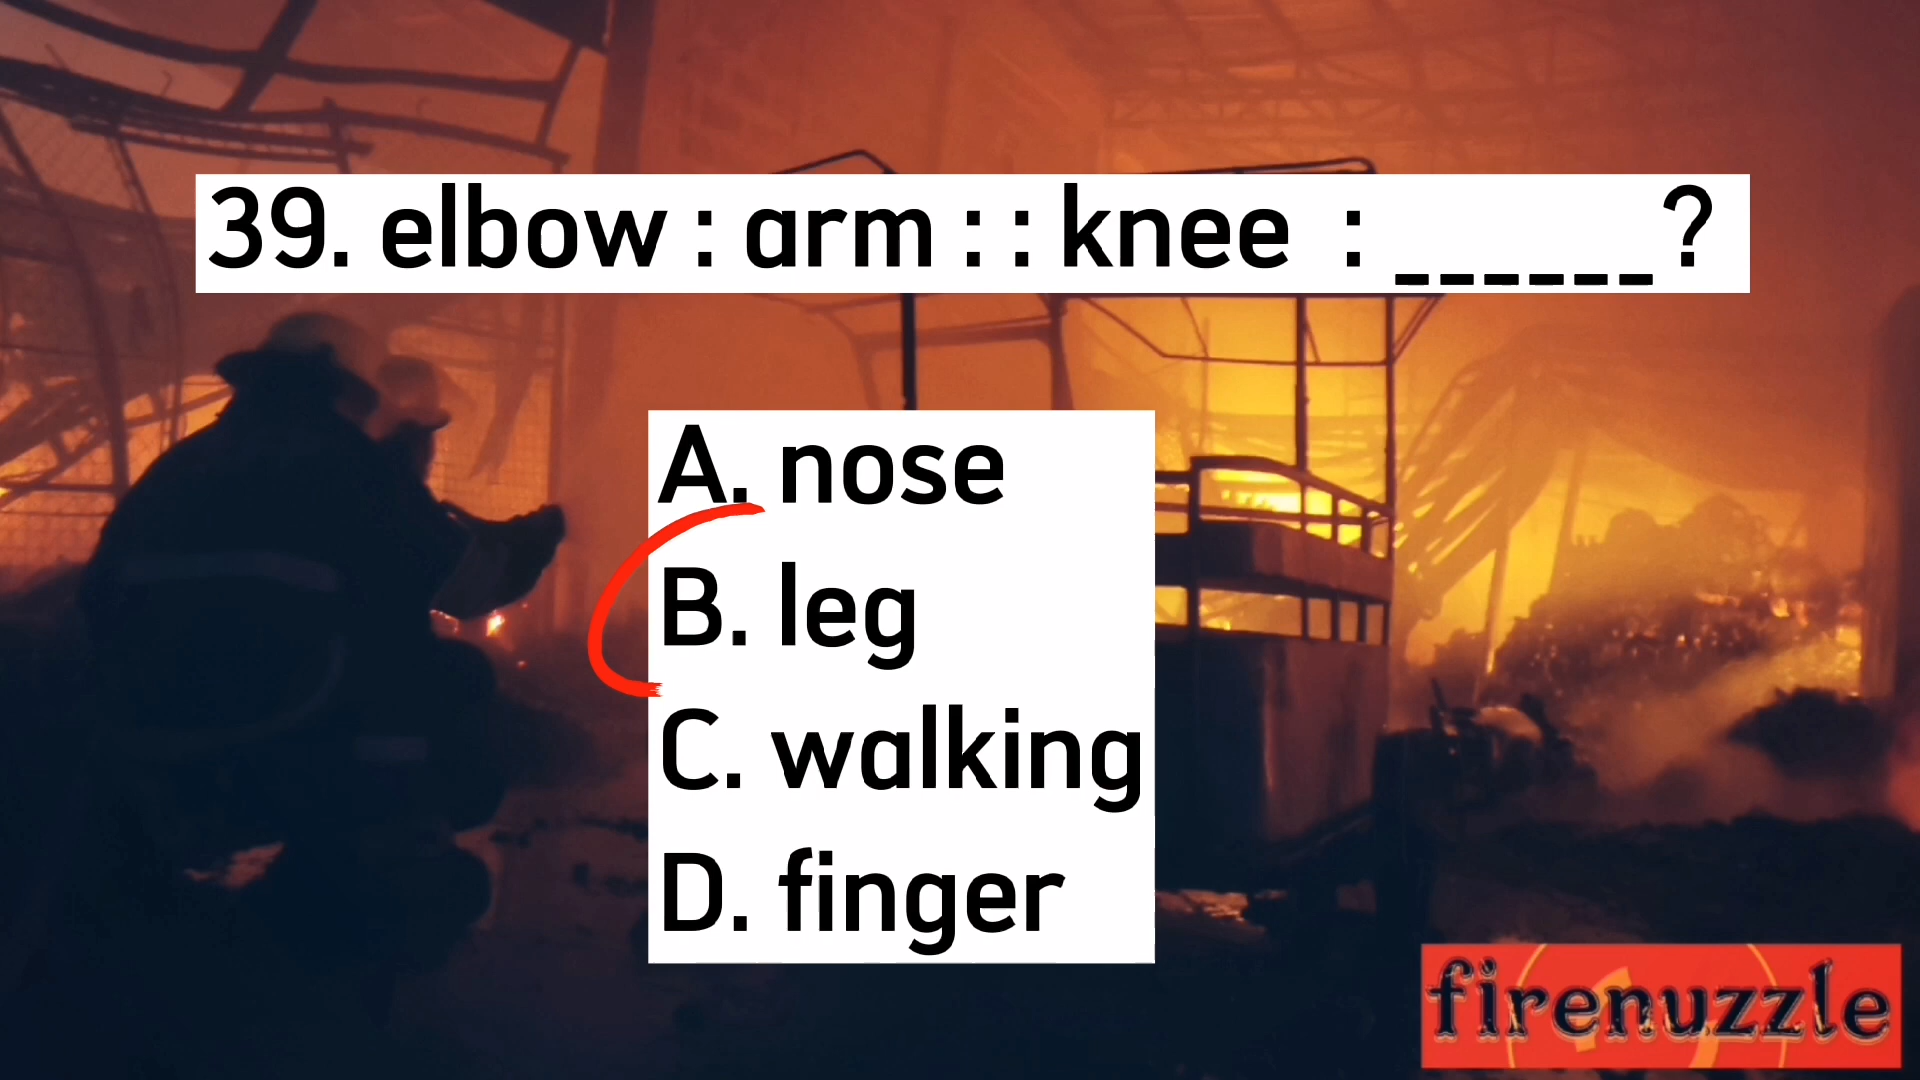 39. elbow : arm : : knee : ______?
A. nose
B. leg
C. walking
D. finger
firenuzzle